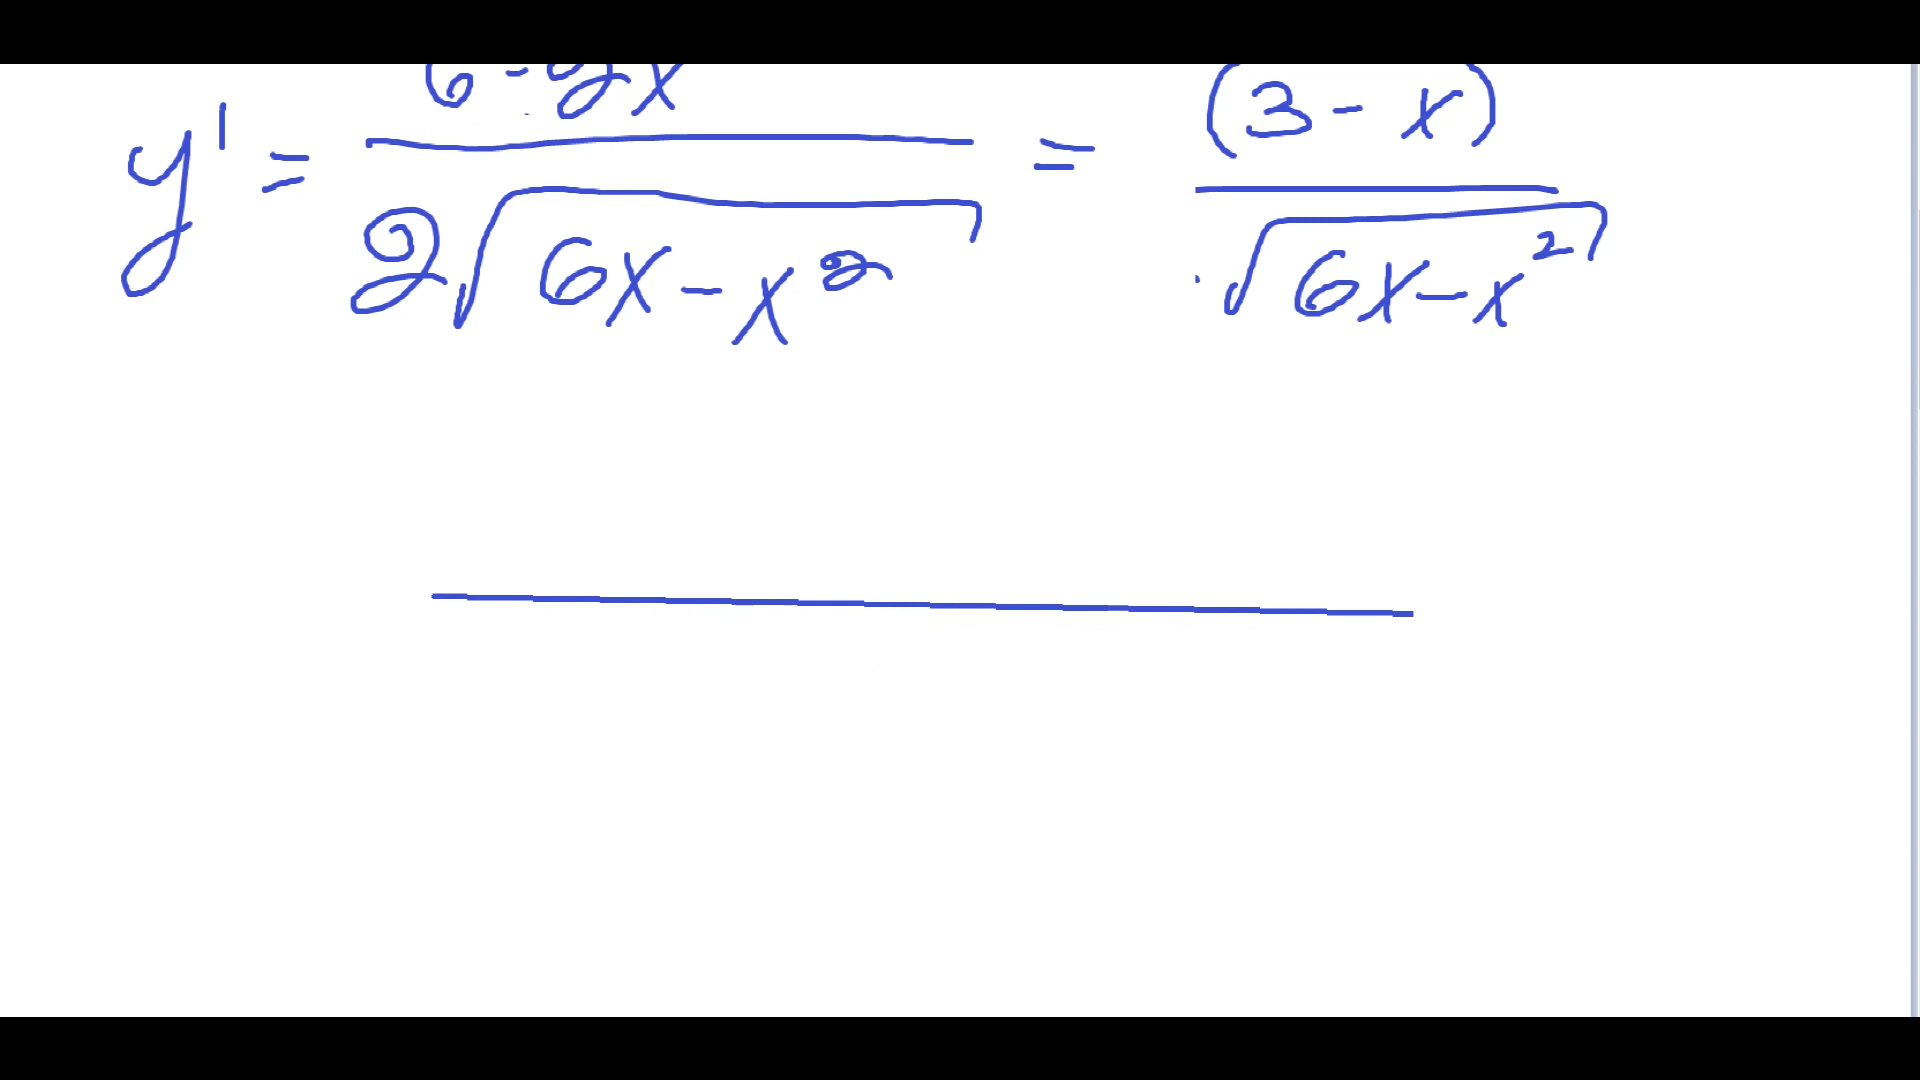 y' = (6 - 2x) / (2√(6x - x²)) = (3 - x) / √(6x - x²)